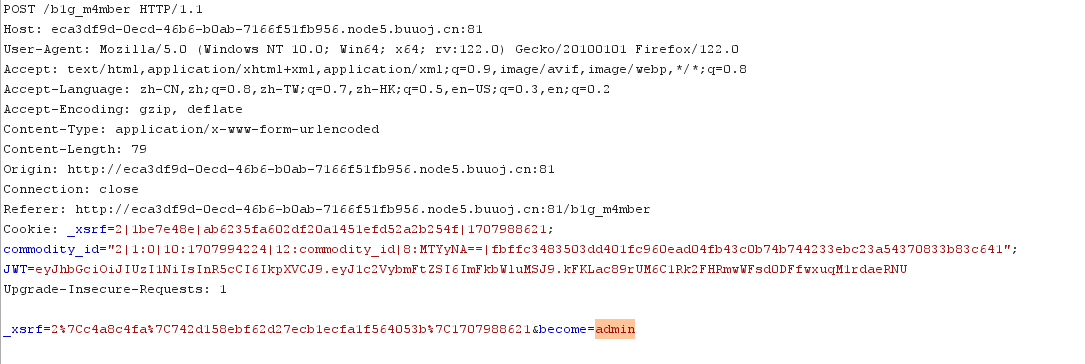 POST /b1g_m4mber HTTP/1.1
Host: eca3df9d-0ecd-46b6-b0ab-7166f51fb956.node5.buuoj.cn:81
User-Agent: Mozilla/5.0 (Windows NT 10.0; Win64; x64; rv:122.0) Gecko/20100101 Firefox/122.0
Accept: text/html,application/xhtml+xml,application/xml;q=0.9,image/avif,image/webp,*/*;q=0.8
Accept-Language: zh-CN,zh;q=0.8,zh-TW;q=0.7,zh-HK;q=0.5,en-US;q=0.3,en;q=0.2
Accept-Encoding: gzip, deflate
Content-Type: application/x-www-form-urlencoded
Content-Length: 79
Origin: http://eca3df9d-0ecd-46b6-b0ab-7166f51fb956.node5.buuoj.cn:81
Connection: close
Referer: http://eca3df9d-0ecd-46b6-b0ab-7166f51fb956.node5.buuoj.cn:81/b1g_m4mber
Cookie: _xsrf=2|1be7e48e|ab6235fa602df20a1451efd52a2b254f|1707988621;
commodity_id="2|1:0|10:1707994224|12:commodity_id|8:MTYyNA==|fbffc3483503dd401fc960ead04fb43c0b74b744233ebc23a54370833b83c641";
JWT=eyJhbGciOiJIUzI1NiIsInR5cCI6IkpXVCJ9.eyJ1c2VybmFtZSI6ImFkbWluMSJ9.kFKLac89rUM6C1Rk2FHRmwWFsdODFfwxuqM1rdaeRNU
Upgrade-Insecure-Requests: 1
_xsrf=2%7Cc4a8c4fa%7C742d158ebf62d27ecb1ecfa1f564053b%7C1707988621&become=admin